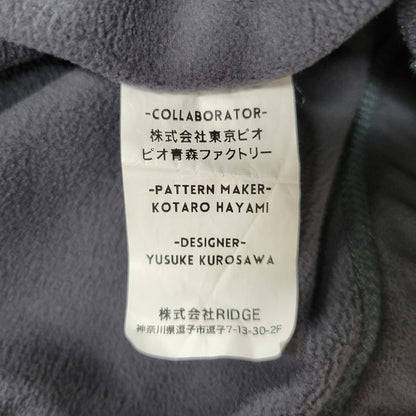 -COLLABORATOR-
株式会社東京ピオ
ピオ青森ファクトリー
-PATTERN MAKER-
KOTARO HAYAMI
-DESIGNER-
YUSUKE KUROSAWA
株式会社RIDGE
神奈川県逗子市逗子7-13-30-2F